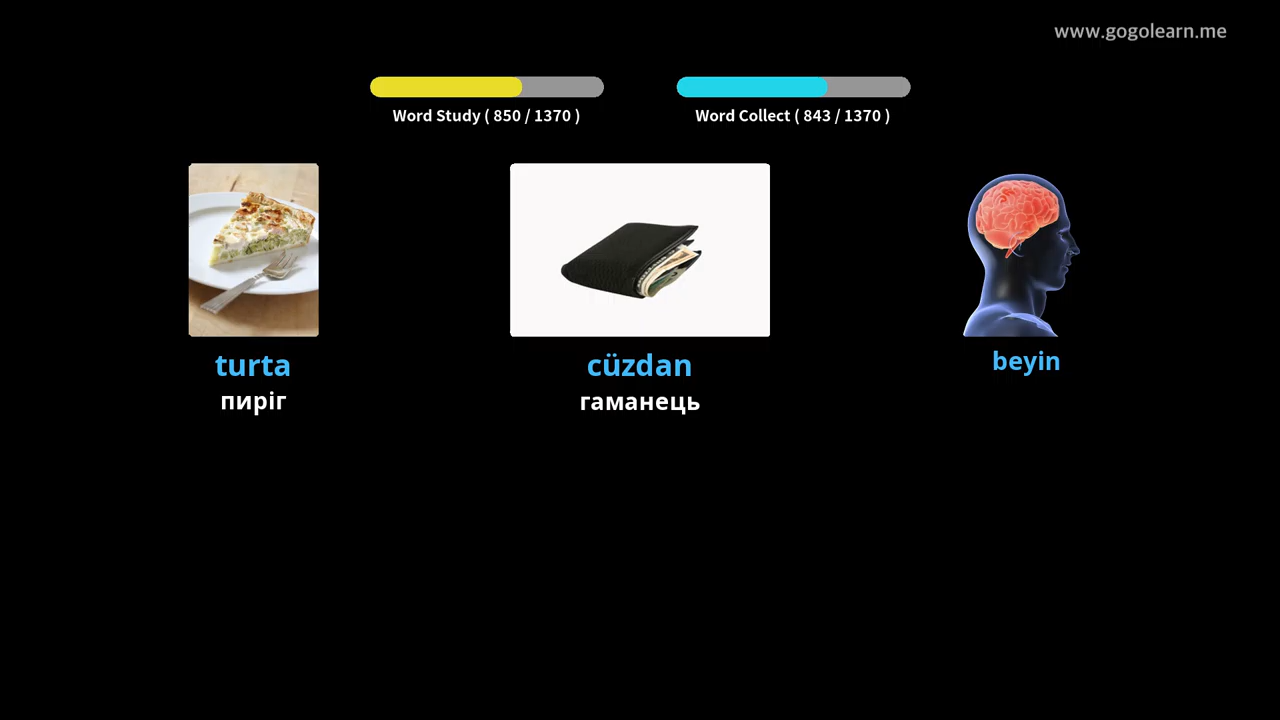 www.gogolearn.me
Word Study ( 850 / 1370 )
Word Collect ( 843 / 1370 )
turta
cüzdan
beyin
пиріг
гаманець